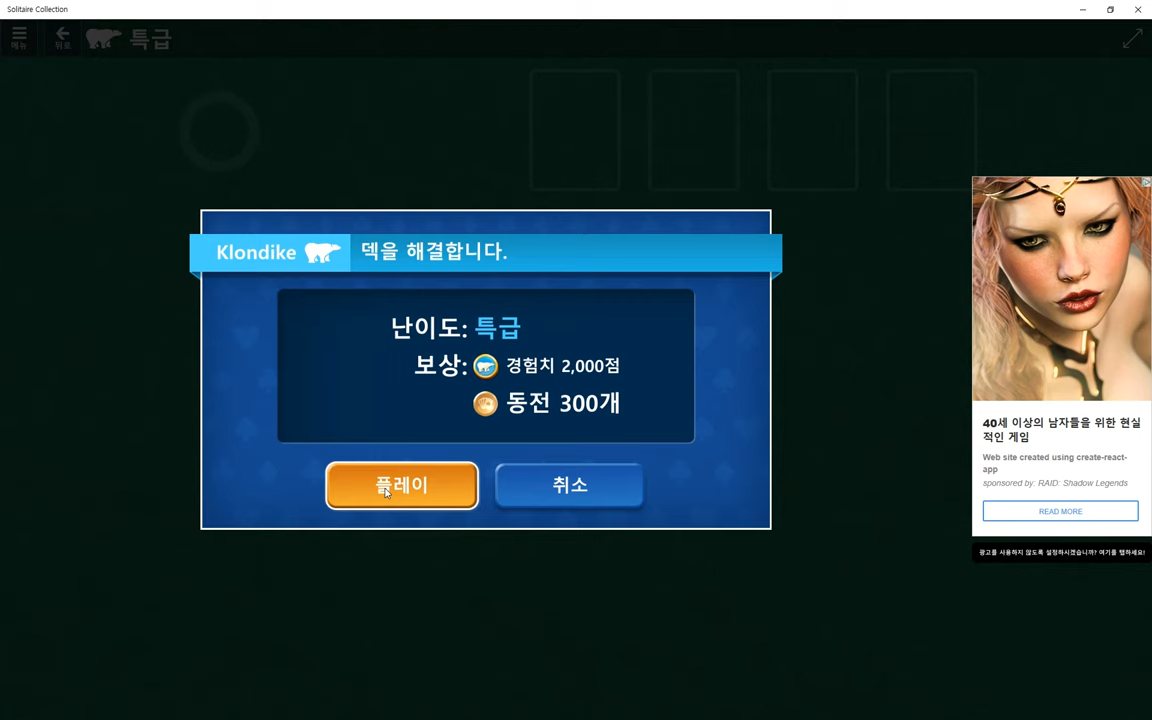 Solitaire Collection
메뉴
뒤로
특급
Klondike
덱을 해결합니다.
난이도: 특급
보상: 경험치 2,000점
동전 300개
플레이
취소
40세 이상의 남자들을 위한 현실
적인 게임
Web site created using create-react-
app
sponsored by: RAID: Shadow Legends
READ MORE
광고를 사용하지 않도록 설정하시겠습니까? 여기를 탭하세요!